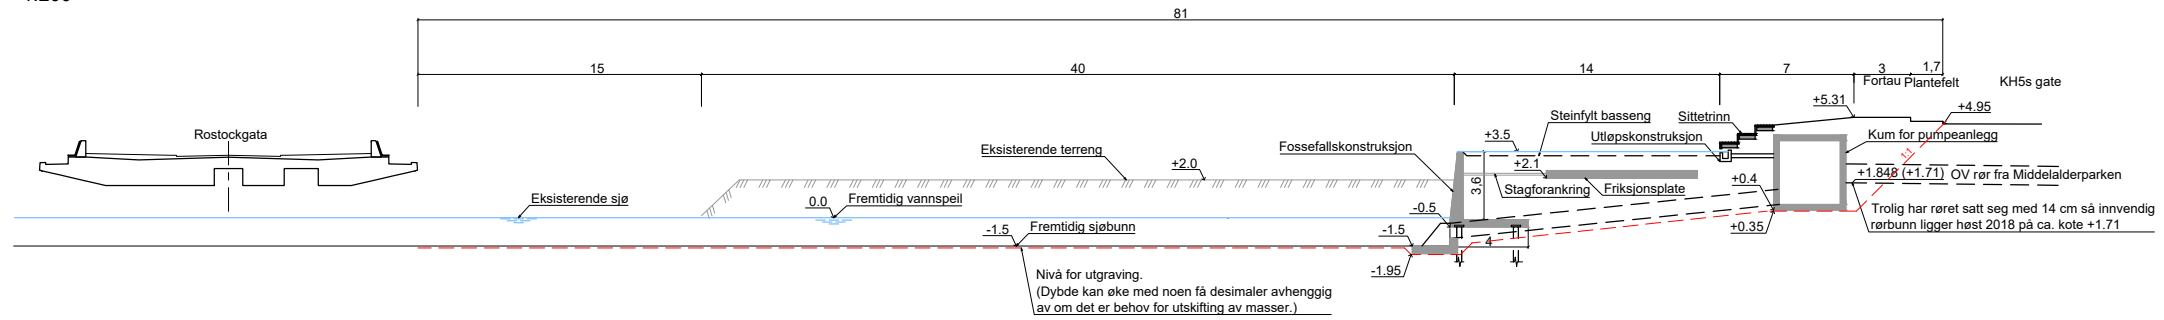 81
15
40
14
7
3
1,7
Fortau
Plantefelt
KH5s gate
+5.31
+4.95
Rostockgata
Steinfylt basseng
Sittetrinn
+3.5
Utløpskonstruksjon
Kum for pumpeanlegg
Eksisterende terreng
Fossefallskonstruksjon
1:1
+2.0
+2.1
3,6
Stagforankring
Friksjonsplate
+1.848 (+1.71)
OV rør fra Middelalderparken
+0.4
Eksisterende sjø
0.0
Fremtidig vannspeil
-0.5
Trolig har røret satt seg med 14 cm så innvendig
rørbunn ligger høst 2018 på ca. kote +1.71
+0.35
-1.5
Fremtidig sjøbunn
-1.5
4
-1.95
Nivå for utgraving.
(Dybde kan øke med noen få desimaler avhenggig
av om det er behov for utskifting av masser.)